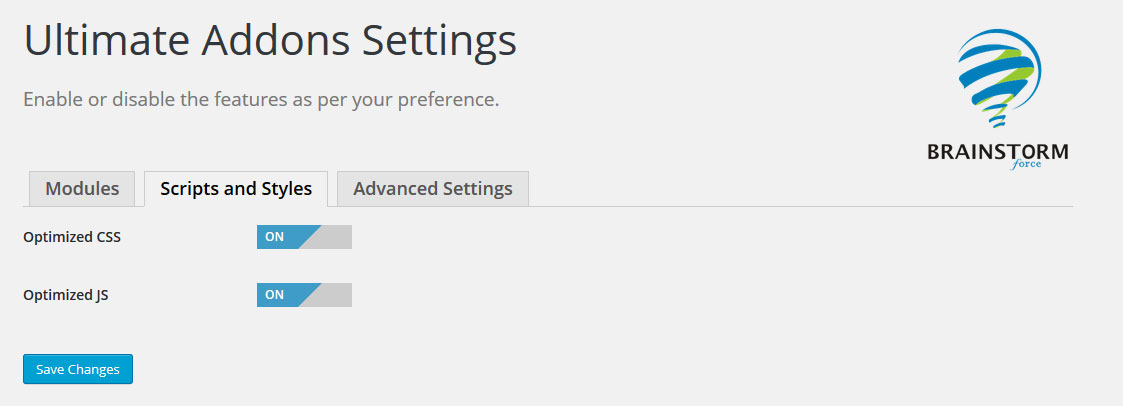 Ultimate Addons Settings
Enable or disable the features as per your preference.
BRAINSTORM
force
Modules
Scripts and Styles
Advanced Settings
Optimized CSS ON
Optimized JS ON
Save Changes